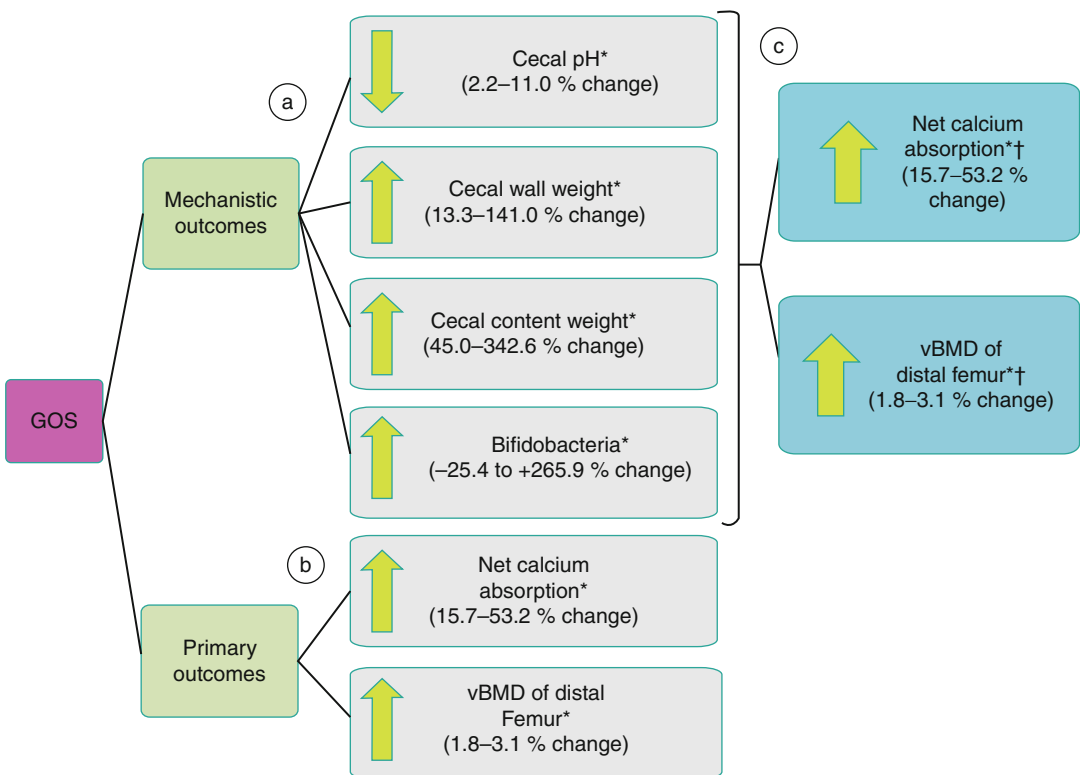 GOS
Mechanistic
outcomes
Primary
outcomes
a
Cecal pH*
(2.2–11.0 % change)
Cecal wall weight*
(13.3–141.0 % change)
Cecal content weight*
(45.0–342.6 % change)
Bifidobacteria*
(–25.4 to +265.9 % change)
b
Net calcium
absorption*
(15.7–53.2 % change)
vBMD of distal
Femur*
(1.8–3.1 % change)
c
Net calcium
absorption*†
(15.7–53.2 %
change)
vBMD of
distal femur*†
(1.8–3.1 % change)